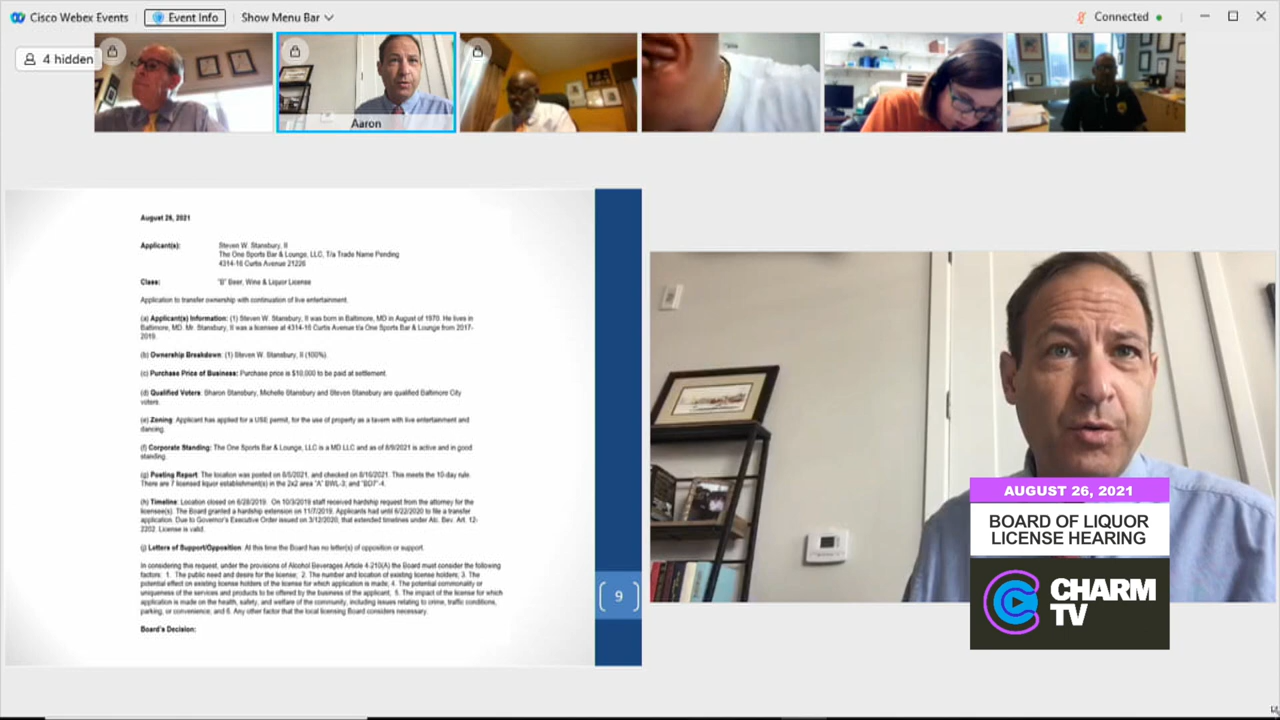 Cisco Webex Events
Event Info
Show Menu Bar
Connected
4 hidden
Aaron
August 26, 2021
Applicant(s):
Steven W. Stansbury, II
The One Sports Bar & Lounge, LLC, T/a Trade Name Pending
4314-16 Curtis Avenue 21226
Class:
"B" Beer, Wine & Liquor License
Application to transfer ownership with continuation of live entertainment.
(a) Applicant(s) Information: (1) Steven W. Stansbury, II was born in Baltimore, MD in August of 1970. He lives in
Baltimore, MD. Mr. Stansbury, II was a licensee at 4314-16 Curtis Avenue t/a One Sports Bar & Lounge from 2017-
2019.
(b) Ownership Breakdown: (1) Steven W. Stansbury, II (100%).
(c) Purchase Price of Business: Purchase price is $10,000 to be paid at settlement.
(d) Qualified Voters: Sharon Stansbury, Michelle Stansbury and Steven Stansbury are qualified Baltimore City
voters.
(e) Zoning: Applicant has applied for a USE permit, for the use of property as a tavern with live entertainment and
dancing.
(f) Corporate Standing: The One Sports Bar & Lounge, LLC is a MD LLC and as of 8/9/2021 is active and in good
standing.
(g) Posting Report: The location was posted on 8/5/2021, and checked on 8/16/2021. This meets the 10-day rule.
There are 7 licensed liquor establishment(s) in the 2x2 area "A" BWL-3; and "BD7"-4.
(h) Timeline: Location closed on 6/28/2019. On 10/3/2019 staff received hardship request from the attorney for the
licensee(s). The Board granted a hardship extension on 11/7/2019. Applicants had until 6/22/2020 to file a transfer
application. Due to Governor's Executive Order issued on 3/12/2020, that extended timelines under Alc. Bev. Art. 12-
2202. License is valid.
(j) Letters of Support/Opposition: At this time the Board has no letter(s) of opposition or support.
In considering this request, under the provisions of Alcohol Beverages Article 4-210(A) the Board must consider the following
factors: 1. The public need and desire for the license; 2. The number and location of existing license holders; 3. The
potential effect on existing license holders of the license for which application is made; 4. The potential commonality or
uniqueness of the services and products to be offered by the business of the applicant; 5. The impact of the license for which
application is made on the health, safety, and welfare of the community, including issues relating to crime, traffic conditions,
parking, or convenience; and 6. Any other factor that the local licensing Board considers necessary.
Board's Decision:
9
AUGUST 26, 2021
BOARD OF LIQUOR
LICENSE HEARING
CHARM
TV